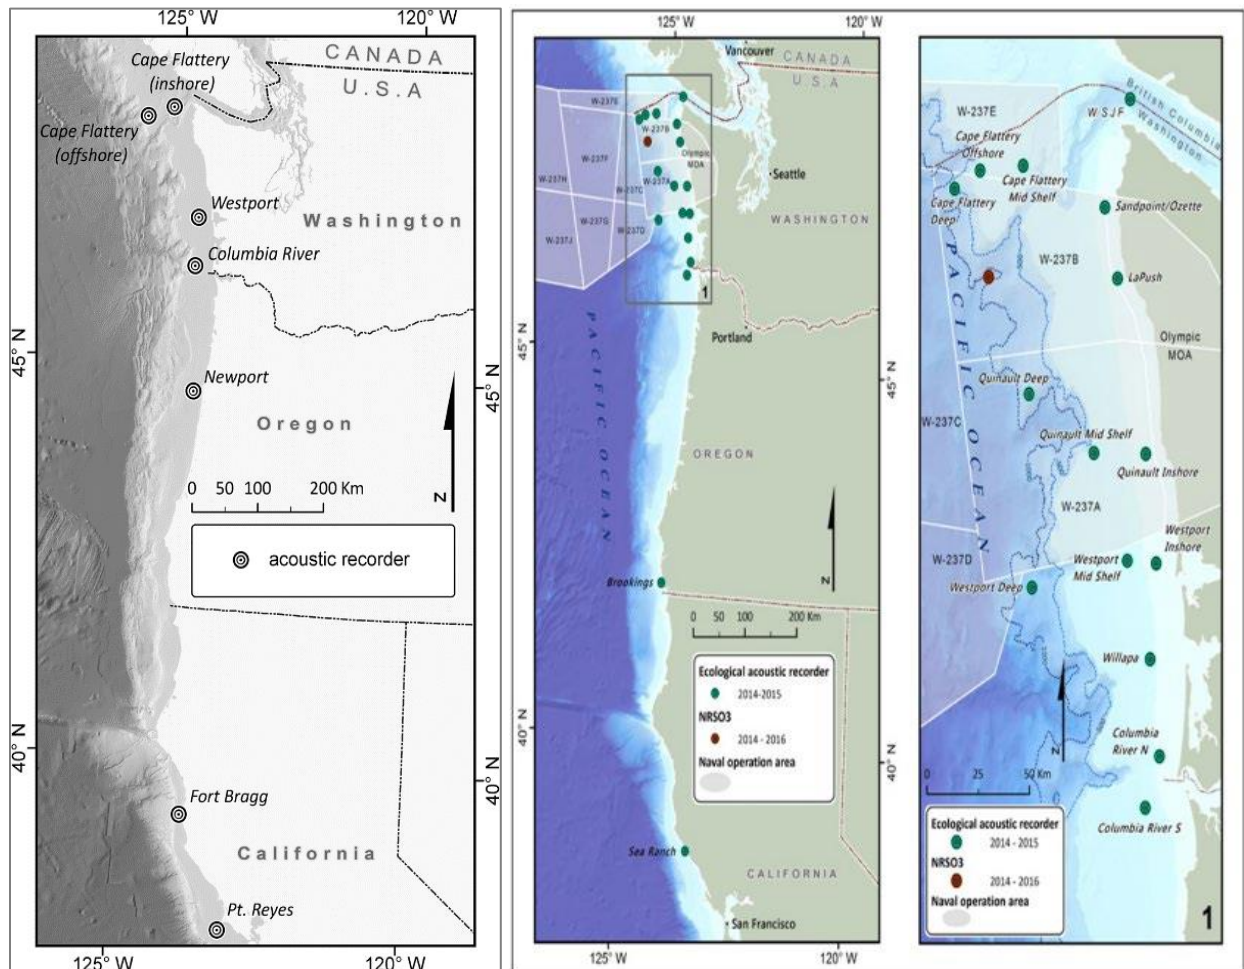 125° W
120° W
CANADA
U.S.A
Cape Flattery
(inshore)
Cape Flattery
(offshore)
Westport
Washington
Columbia River
45° N
Newport
45° N
Oregon
0 50 100 200 Km
N
acoustic recorder
40° N
40° N
Fort Bragg
California
Pt. Reyes
125° W
120° W
125° W
120° W
Vancouver
CANADA
U.S.A
W-237E
W-237B
W-237F
Olympic
MOA
W-237H
W-237A
W-237C
Seattle
W-237G
W-237D
W-237J
WASHINGTON
1
PACIFIC OCEAN
Portland
45° N
45° N
OREGON
N
Brookings
0 50 100 200 Km
Ecological acoustic recorder
2014-2015
NRSO3
2014 - 2016
Naval operation area
40° N
40° N
Sea Ranch
CALIFORNIA
San Francisco
125° W
120° W
British Columbia
Washington
W-237E
WSJF
Cape Flattery
Offshore
Cape Flattery
Mid Shelf
Cape Flattery
Deep
Sandpoint/Ozette
PACIFIC OCEAN
W-237B
LaPush
Olympic
MOA
Quinault Deep
W-237C
Quinault Mid Shelf
Quinault Inshore
W-237A
Westport
Inshore
W-237D
Westport
Mid Shelf
Westport Deep
Willapa
Columbia
River N
N
0 25 50 Km
Columbia River S
Ecological acoustic recorder
2014 - 2015
NRSO3
2014 - 2016
Naval operation area
1